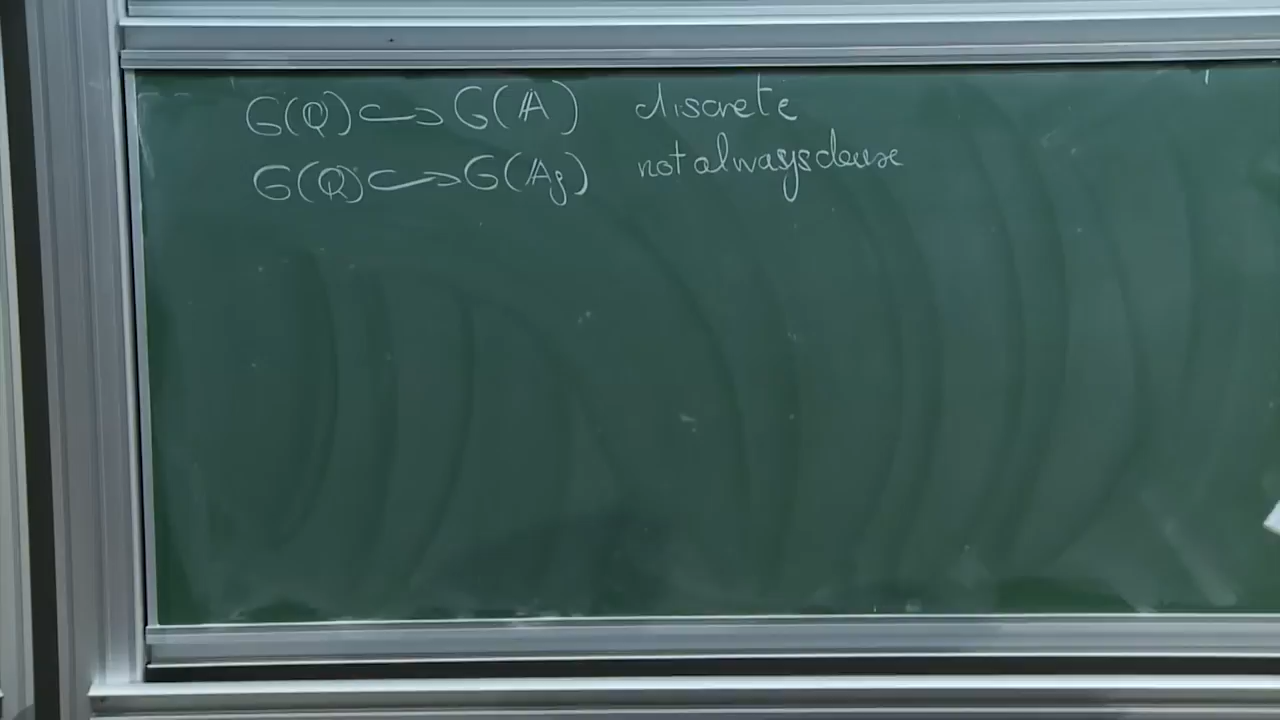 G(ℚ) ↪ G(𝔸) discrete
G(ℚ) ↪ G(𝔸f) not always dense